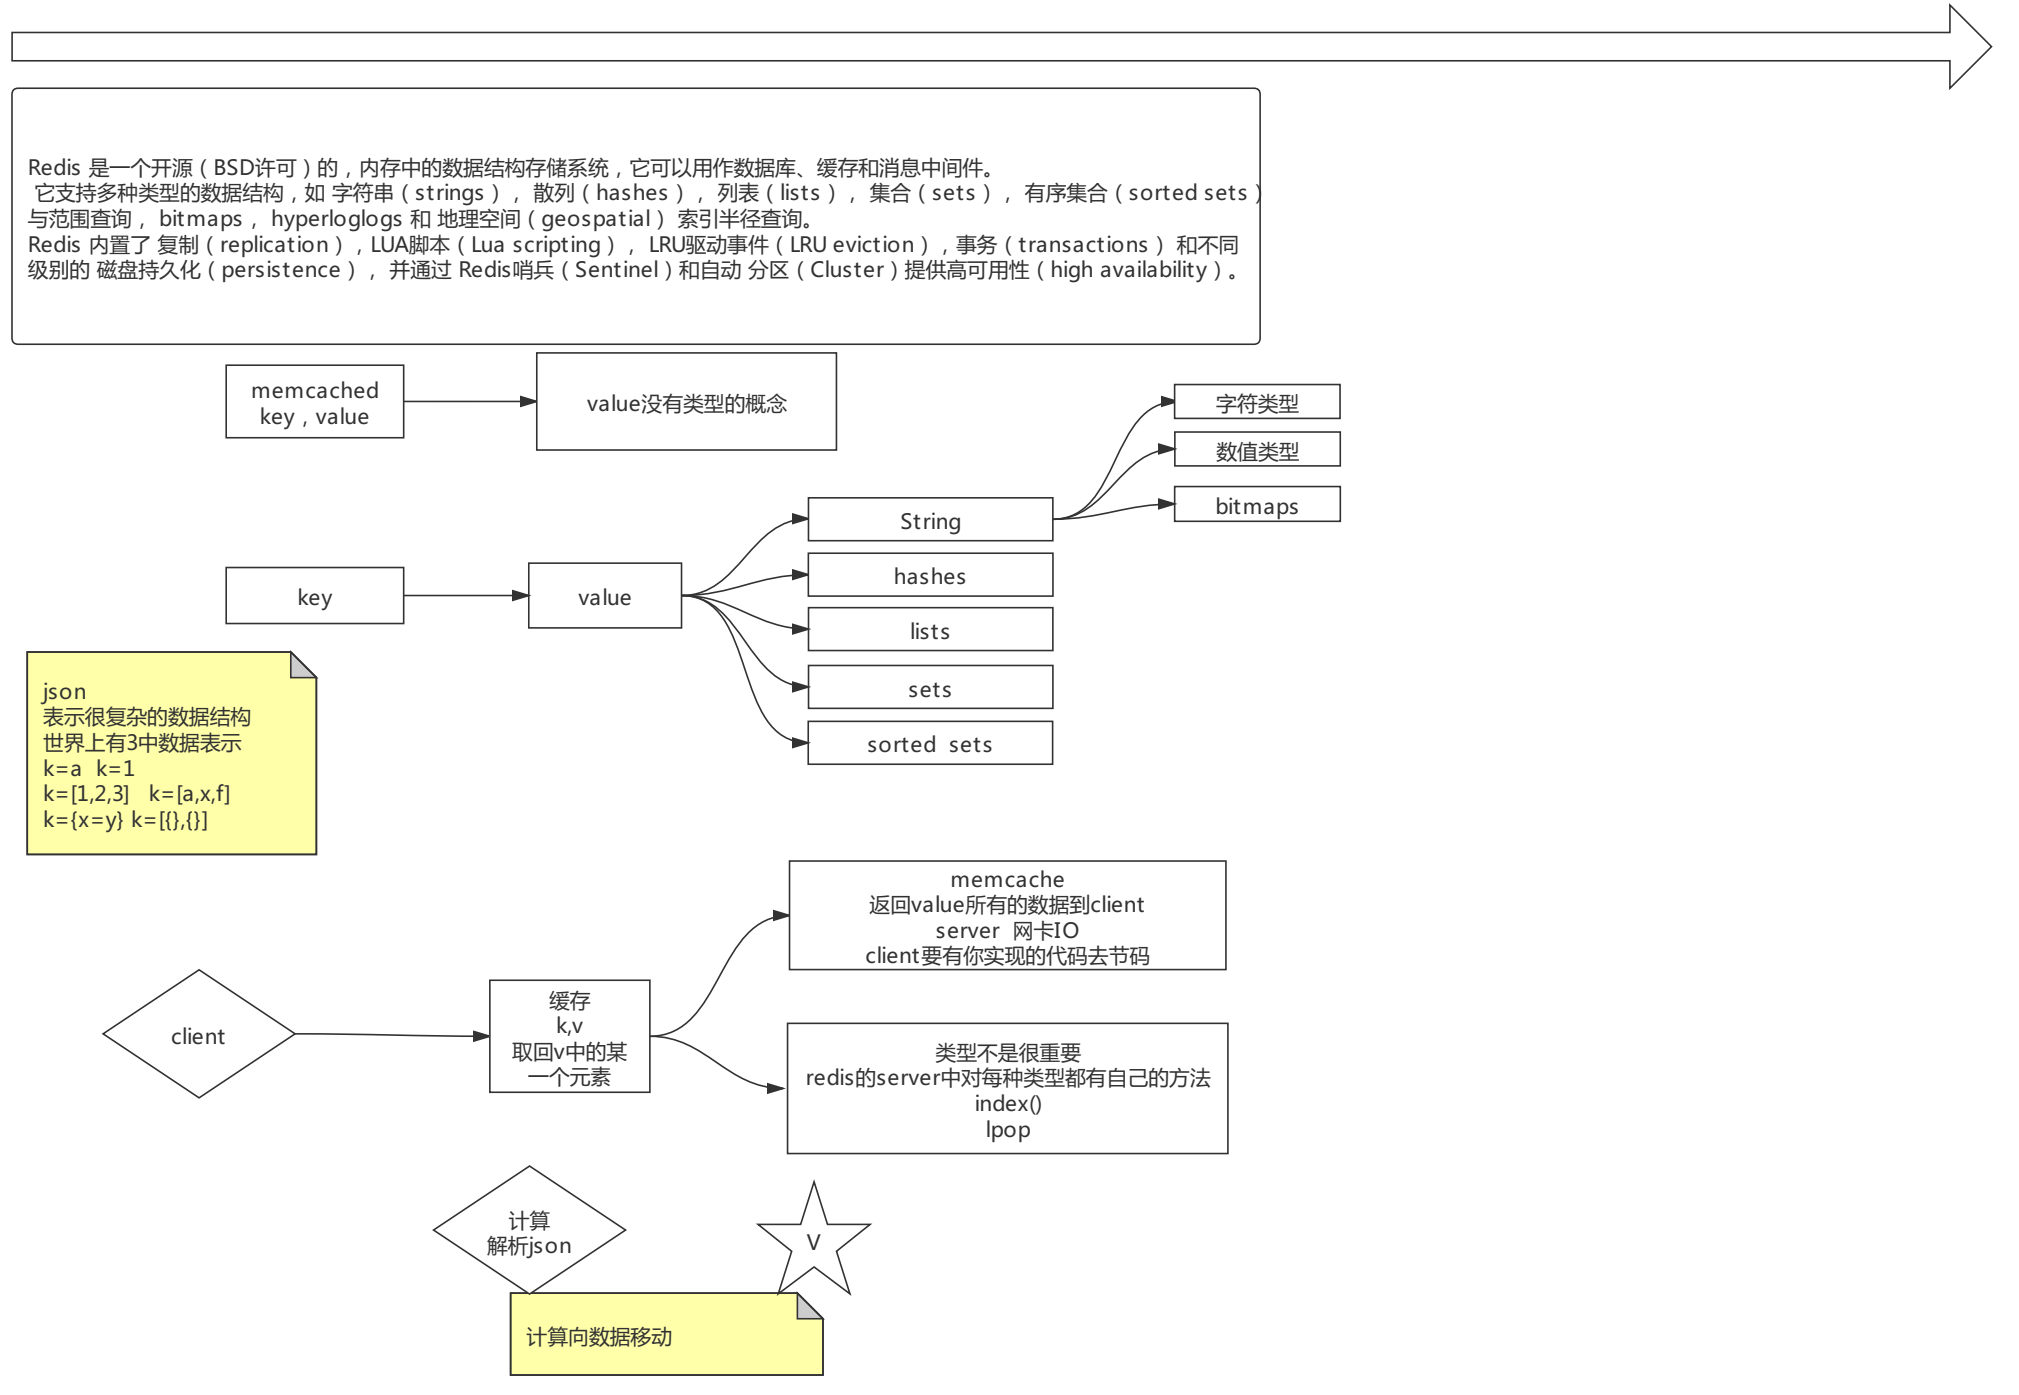 Redis 是一个开源（BSD许可）的，内存中的数据结构存储系统，它可以用作数据库、缓存和消息中间件。
它支持多种类型的数据结构，如 字符串（strings）， 散列（hashes）， 列表（lists）， 集合（sets）， 有序集合（sorted sets）
与范围查询， bitmaps， hyperloglogs 和 地理空间（geospatial） 索引半径查询。
Redis 内置了 复制（replication），LUA脚本（Lua scripting）， LRU驱动事件（LRU eviction），事务（transactions） 和不同
级别的 磁盘持久化（persistence）， 并通过 Redis哨兵（Sentinel）和自动 分区（Cluster）提供高可用性（high availability）。
memcached
key，value
value没有类型的概念
字符类型
数值类型
bitmaps
String
hashes
lists
sets
sorted sets
key
value
json
表示很复杂的数据结构
世界上有3中数据表示
k=a k=1
k=[1,2,3] k=[a,x,f]
k={x=y} k=[{},{}]
memcache
返回value所有的数据到client
server 网卡IO
client要有你实现的代码去节码
client
缓存
k,v
取回v中的某
一个元素
类型不是很重要
redis的server中对每种类型都有自己的方法
index()
lpop
计算
解析json
V
计算向数据移动